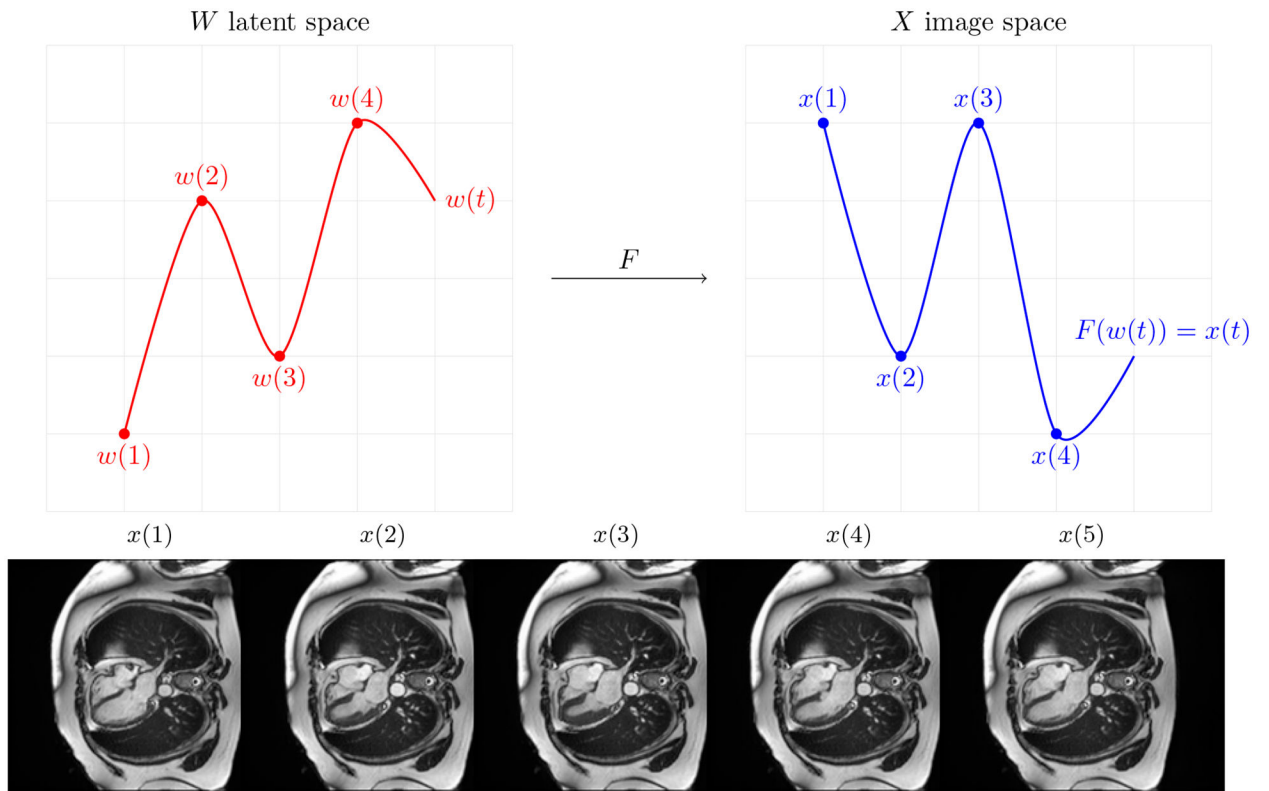 W latent space
X image space
w(4)
x(1)
x(3)
w(2)
w(t)
F
F(w(t)) = x(t)
w(3)
x(2)
w(1)
x(4)
x(1)
x(2)
x(3)
x(4)
x(5)